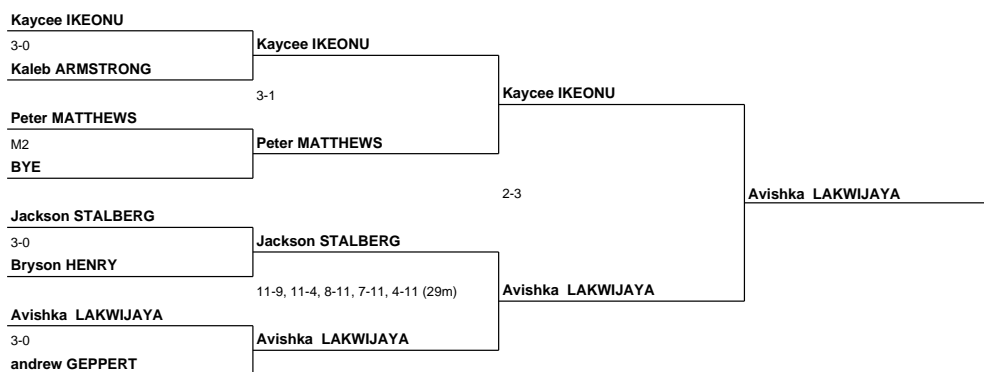 Kaycee IKEONU
3-0
Kaleb ARMSTRONG
Kaycee IKEONU
3-1
Kaycee IKEONU
Peter MATTHEWS
M2
BYE
Peter MATTHEWS
2-3
Avishka  LAKWIJAYA
Jackson STALBERG
3-0
Bryson HENRY
Jackson STALBERG
11-9, 11-4, 8-11, 7-11, 4-11 (29m)
Avishka  LAKWIJAYA
Avishka  LAKWIJAYA
3-0
andrew GEPPERT
Avishka  LAKWIJAYA